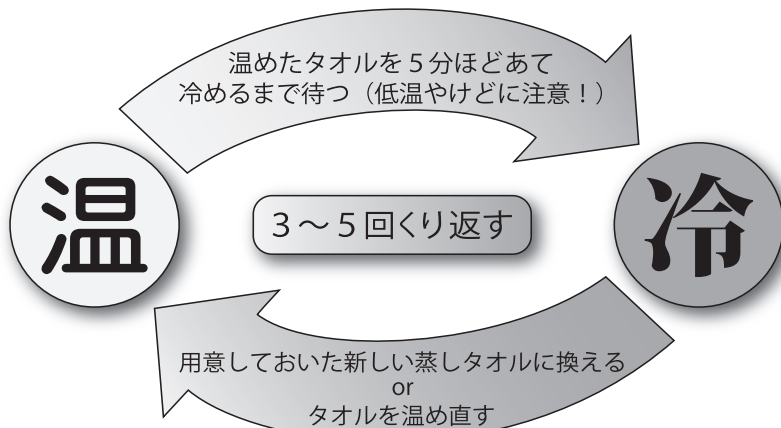 温めたタオルを５分ほどあて
冷めるまで待つ（低温やけどに注意！）
温
３～５回くり返す
冷
用意しておいた新しい蒸しタオルに換える
or
タオルを温め直す